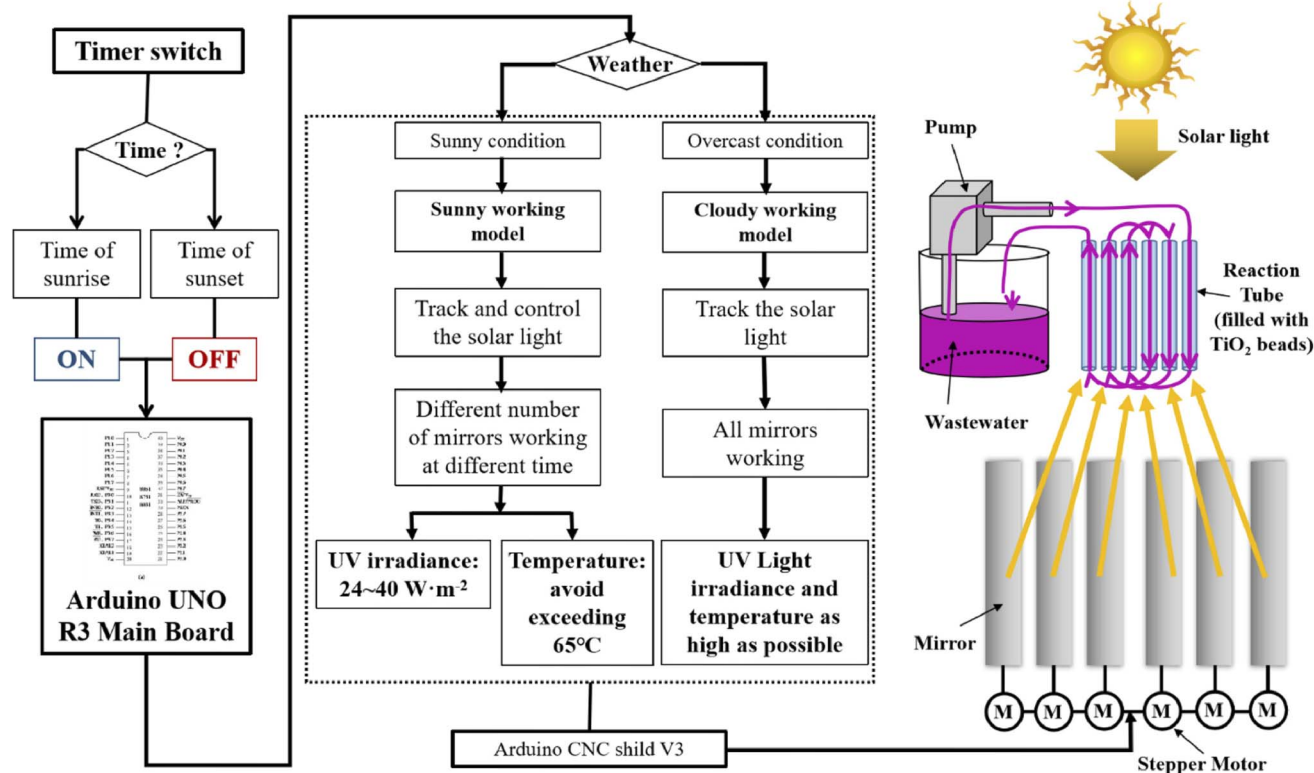 Timer switch
Time ?
Time of
sunrise
Time of
sunset
ON
OFF
Arduino UNO
R3 Main Board
Weather
Sunny condition
Sunny working
model
Track and control
the solar light
Different number
of mirrors working
at different time
UV irradiance:
24~40 W·m-2
Temperature:
avoid
exceeding
65°C
Overcast condition
Cloudy working
model
Track the solar
light
All mirrors
working
UV Light
irradiance and
temperature as
high as possible
Arduino CNC shild V3
Solar light
Pump
Reaction
Tube
(filled with
TiO2 beads)
Wastewater
Mirror
M M M M M M
Stepper Motor